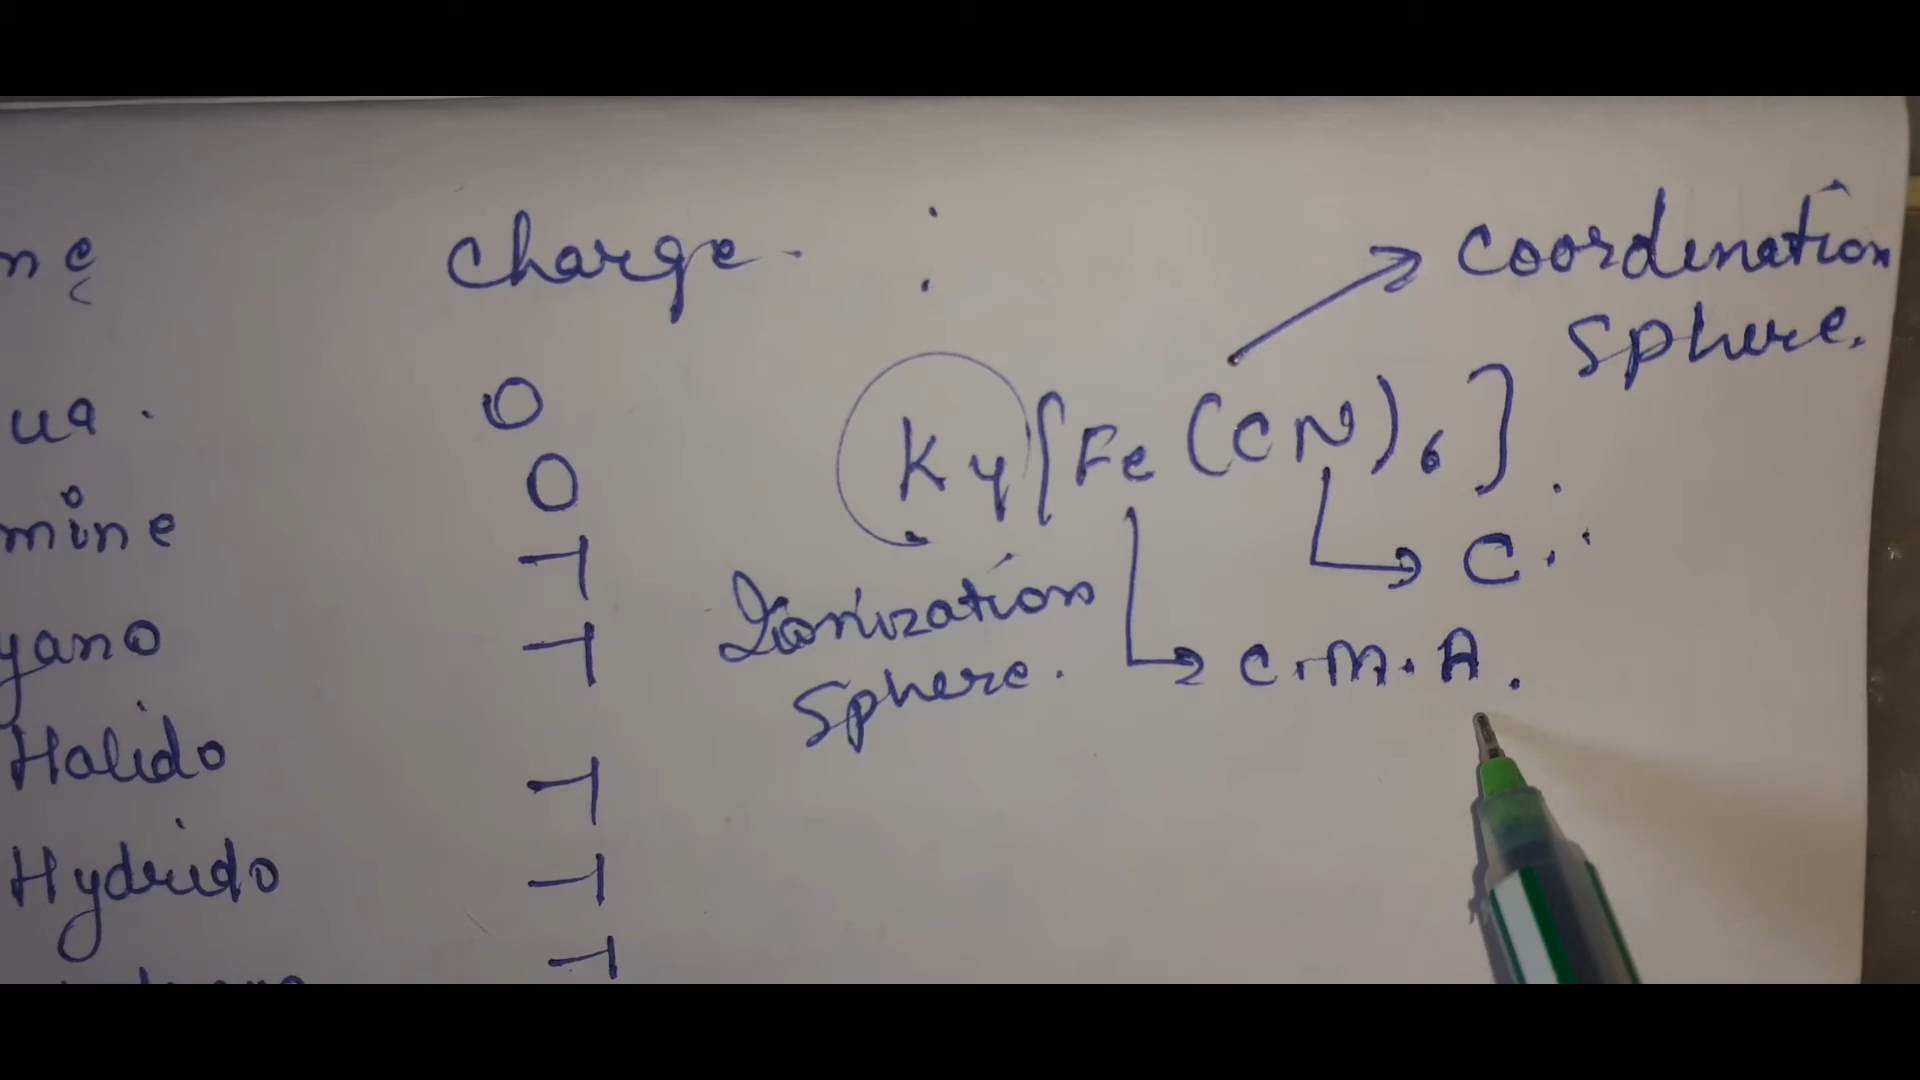 ne charge. :
coordination
sphere.
ua. 0
K4[Fe(CN)6]
mine 0
-1 C.
Ionization
sphere.
yano -1
C.M.A.
Halido -1
Hydrido -1
-1